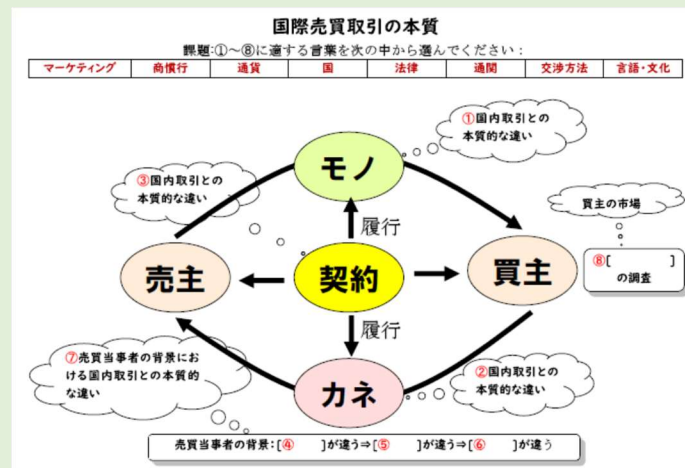 国際売買取引の本質
課題:①～⑧に適する言葉を次の中から選んでください：
マーケティング 商慣行 通貨 国 法律 通関 交渉方法 言語・文化
①国内取引との
本質的な違い
モノ
③国内取引との
本質的な違い
買主の市場
履行
売主
契約
買主
⑧[ ]
の調査
履行
⑦売買当事者の背景にお
ける国内取引との本質的
な違い
カネ
②国内取引との
本質的な違い
売買当事者の背景:[④ ]が違う⇒[⑤ ]が違う⇒[⑥ ]が違う